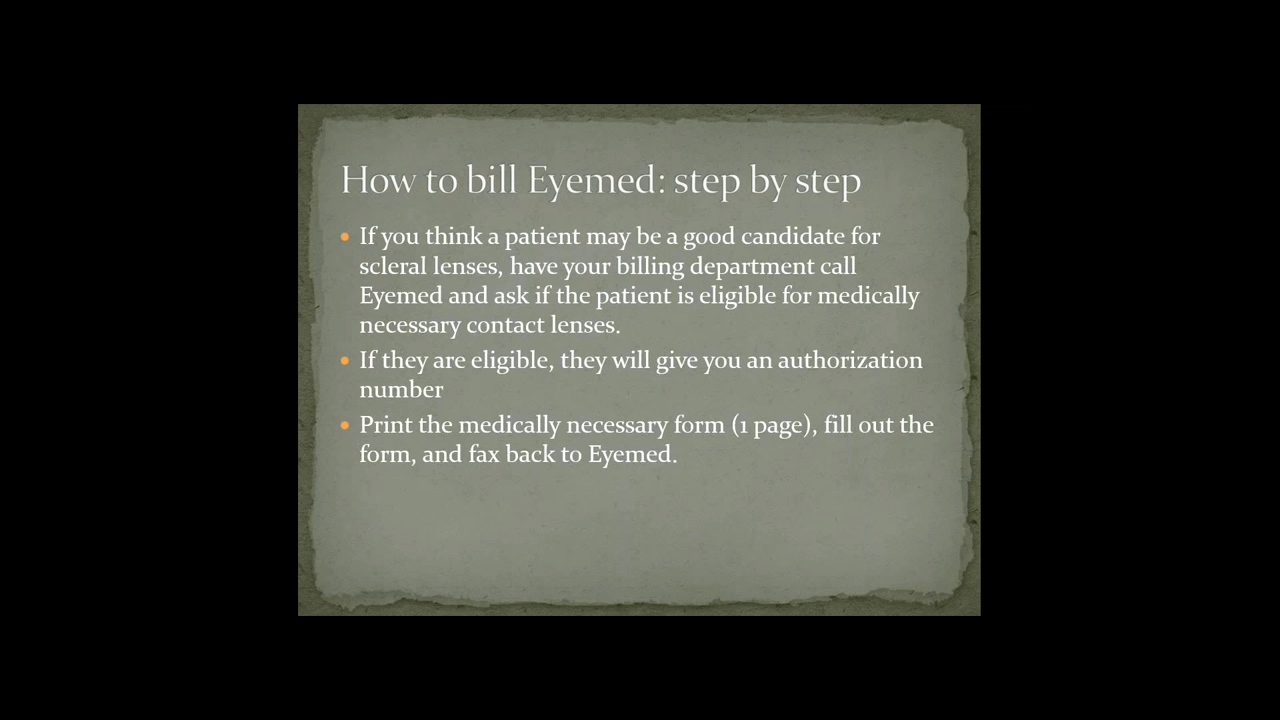 How to bill Eyemed: step by step
• If you think a patient may be a good candidate for
scleral lenses, have your billing department call
Eyemed and ask if the patient is eligible for medically
necessary contact lenses.
• If they are eligible, they will give you an authorization
number
• Print the medically necessary form (1 page), fill out the
form, and fax back to Eyemed.